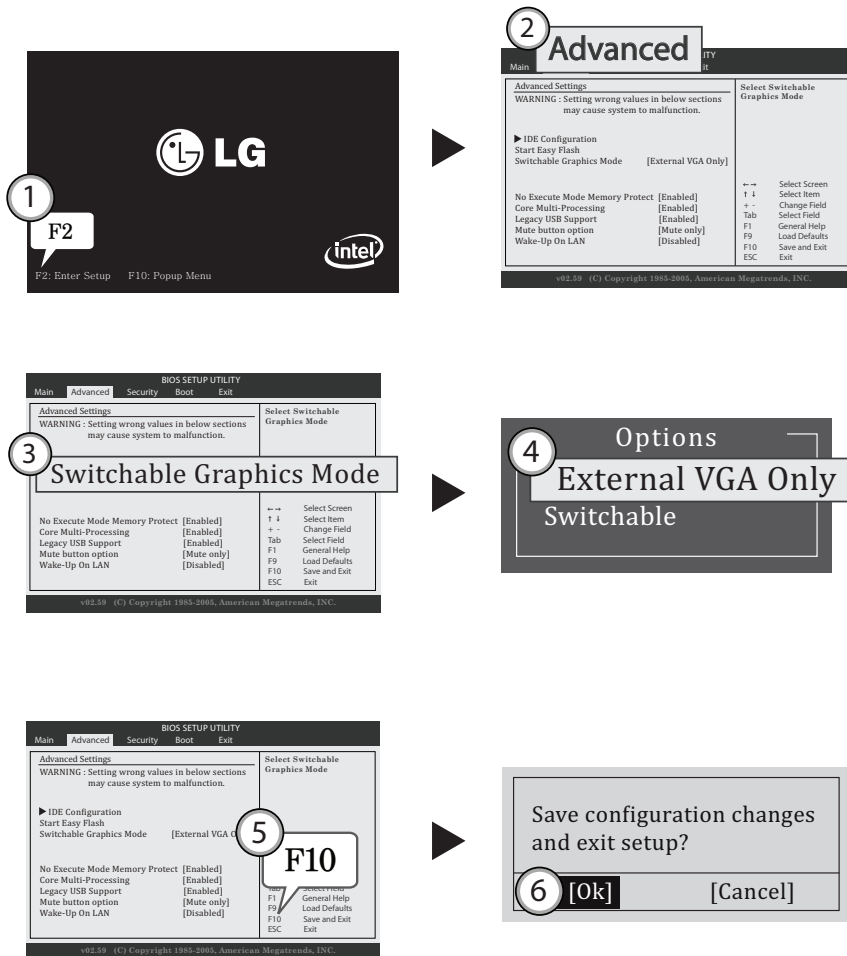 1
LG
F2
intel
F2: Enter Setup F10: Popup Menu
2
Advanced
ITY
Main it
Advanced Settings
WARNING : Setting wrong values in below sections
may cause system to malfunction.
▶ IDE Configuration
Start Easy Flash
Switchable Graphics Mode [External VGA Only]
No Execute Mode Memory Protect [Enabled]
Core Multi-Processing [Enabled]
Legacy USB Support [Enabled]
Mute button option [Mute only]
Wake-Up On LAN [Disabled]
Select Switchable
Graphics Mode
←→ Select Screen
↑↓ Select Item
+ - Change Field
Tab Select Field
F1 General Help
F9 Load Defaults
F10 Save and Exit
ESC Exit
v02.59 (C) Copyright 1985-2005, American Megatrends, INC.
BIOS SETUP UTILITY
Main Advanced Security Boot Exit
Advanced Settings
WARNING : Setting wrong values in below sections
may cause system to malfunction.
3
Switchable Graphics Mode
No Execute Mode Memory Protect [Enabled]
Core Multi-Processing [Enabled]
Legacy USB Support [Enabled]
Mute button option [Mute only]
Wake-Up On LAN [Disabled]
Select Switchable
Graphics Mode
←→ Select Screen
↑↓ Select Item
+ - Change Field
Tab Select Field
F1 General Help
F9 Load Defaults
F10 Save and Exit
ESC Exit
v02.59 (C) Copyright 1985-2005, American Megatrends, INC.
Options
4
External VGA Only
Switchable
BIOS SETUP UTILITY
Main Advanced Security Boot Exit
Advanced Settings
WARNING : Setting wrong values in below sections
may cause system to malfunction.
▶ IDE Configuration
Start Easy Flash
Switchable Graphics Mode [External VGA O
No Execute Mode Memory Protect [Enabled]
Core Multi-Processing [Enabled]
Legacy USB Support [Enabled]
Mute button option [Mute only]
Wake-Up On LAN [Disabled]
Select Switchable
Graphics Mode
5
F10
Tab Select Field
F1 General Help
F9 Load Defaults
F10 Save and Exit
ESC Exit
v02.59 (C) Copyright 1985-2005, American Megatrends, INC.
Save configuration changes
and exit setup?
6 [Ok] [Cancel]